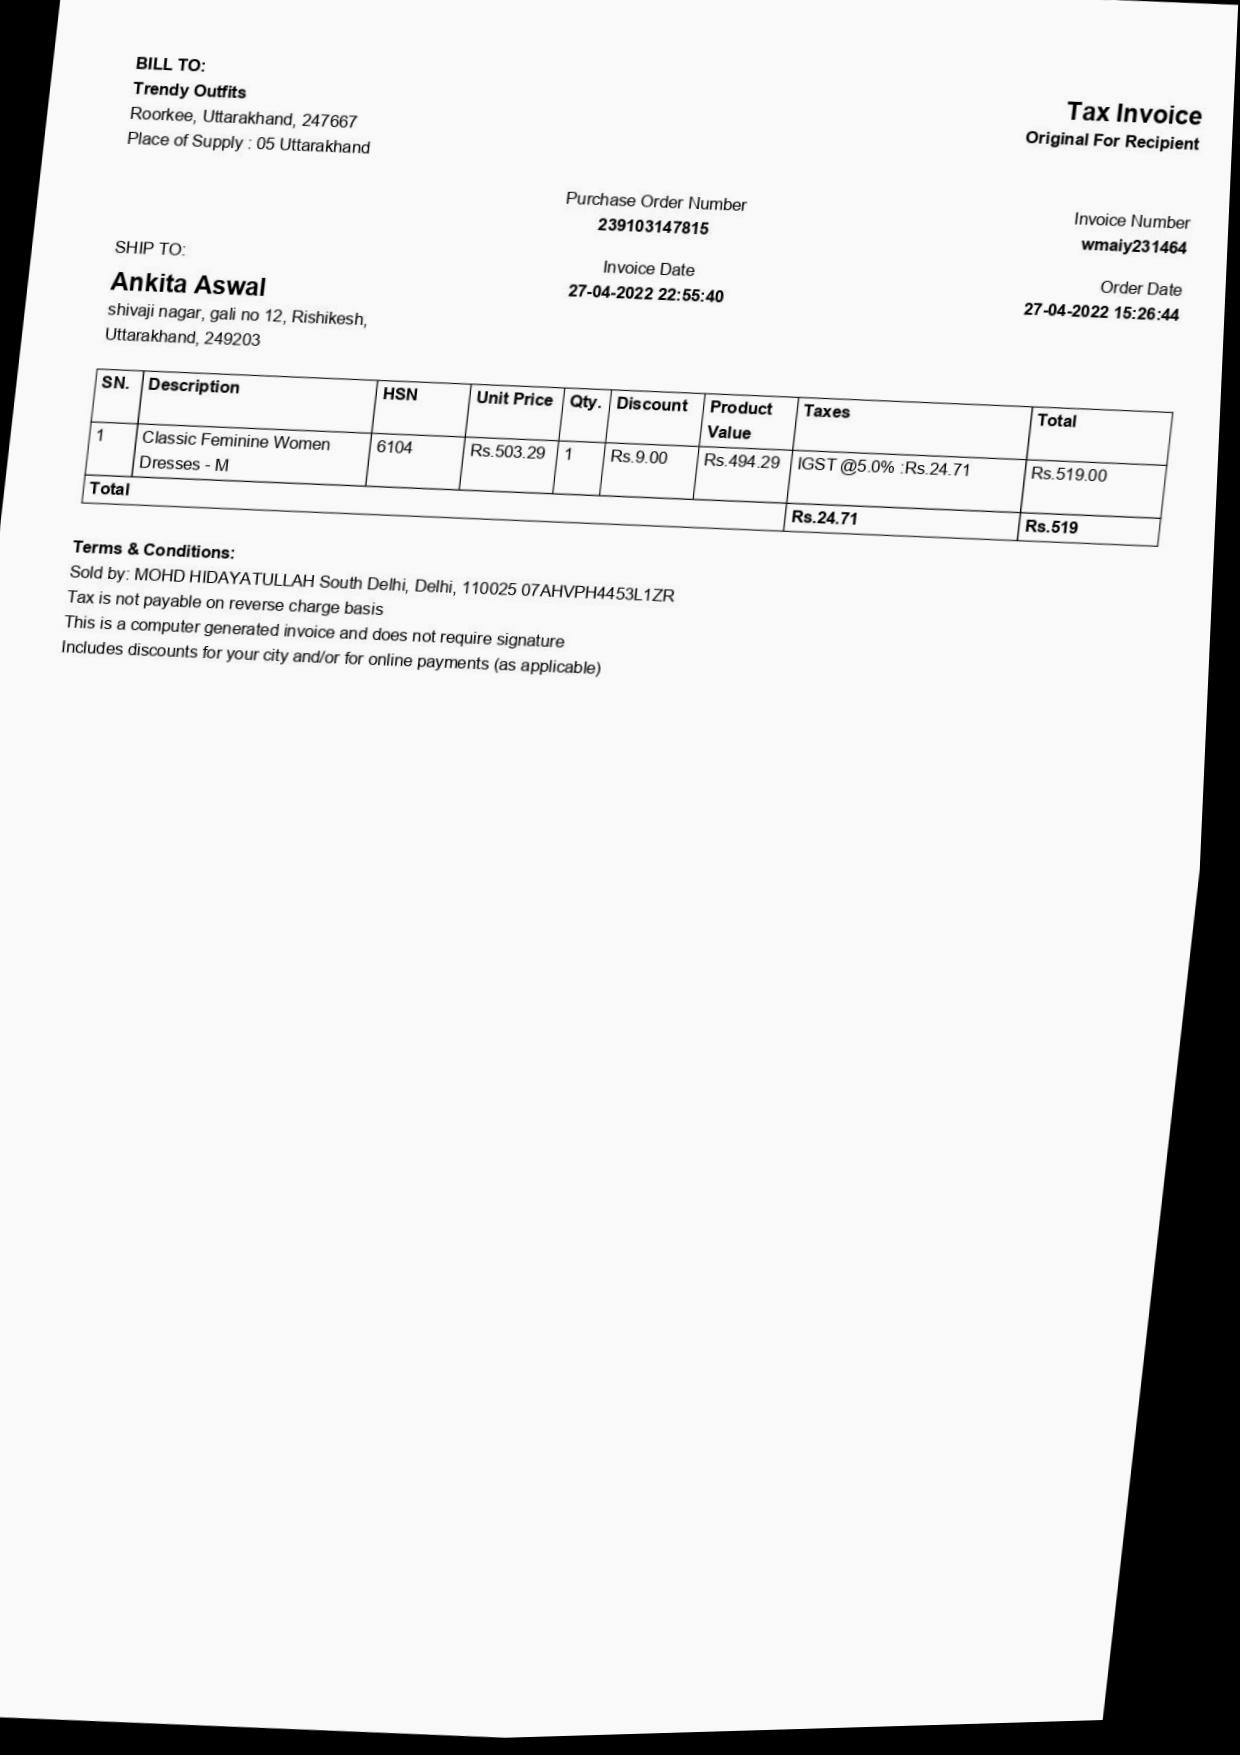 BILL TO:
Trendy Outfits
Roorkee, Uttarakhand, 247667
Place of Supply : 05 Uttarakhand
Tax Invoice
Original For Recipient
Purchase Order Number
239103147815
Invoice Number
wmaiy231464
SHIP TO:
Ankita Aswal
shivaji nagar, gali no 12, Rishikesh,
Uttarakhand, 249203
Invoice Date
27-04-2022 22:55:40
Order Date
27-04-2022 15:26:44
SN. Description HSN Unit Price Qty. Discount Product Value Taxes Total
1 Classic Feminine Women Dresses - M 6104 Rs.503.29 1 Rs.9.00 Rs.494.29 IGST @5.0% :Rs.24.71 Rs.519.00
Total Rs.24.71 Rs.519
Terms & Conditions:
Sold by: MOHD HIDAYATULLAH South Delhi, Delhi, 110025 07AHVPH4453L1ZR
Tax is not payable on reverse charge basis
This is a computer generated invoice and does not require signature
Includes discounts for your city and/or for online payments (as applicable)